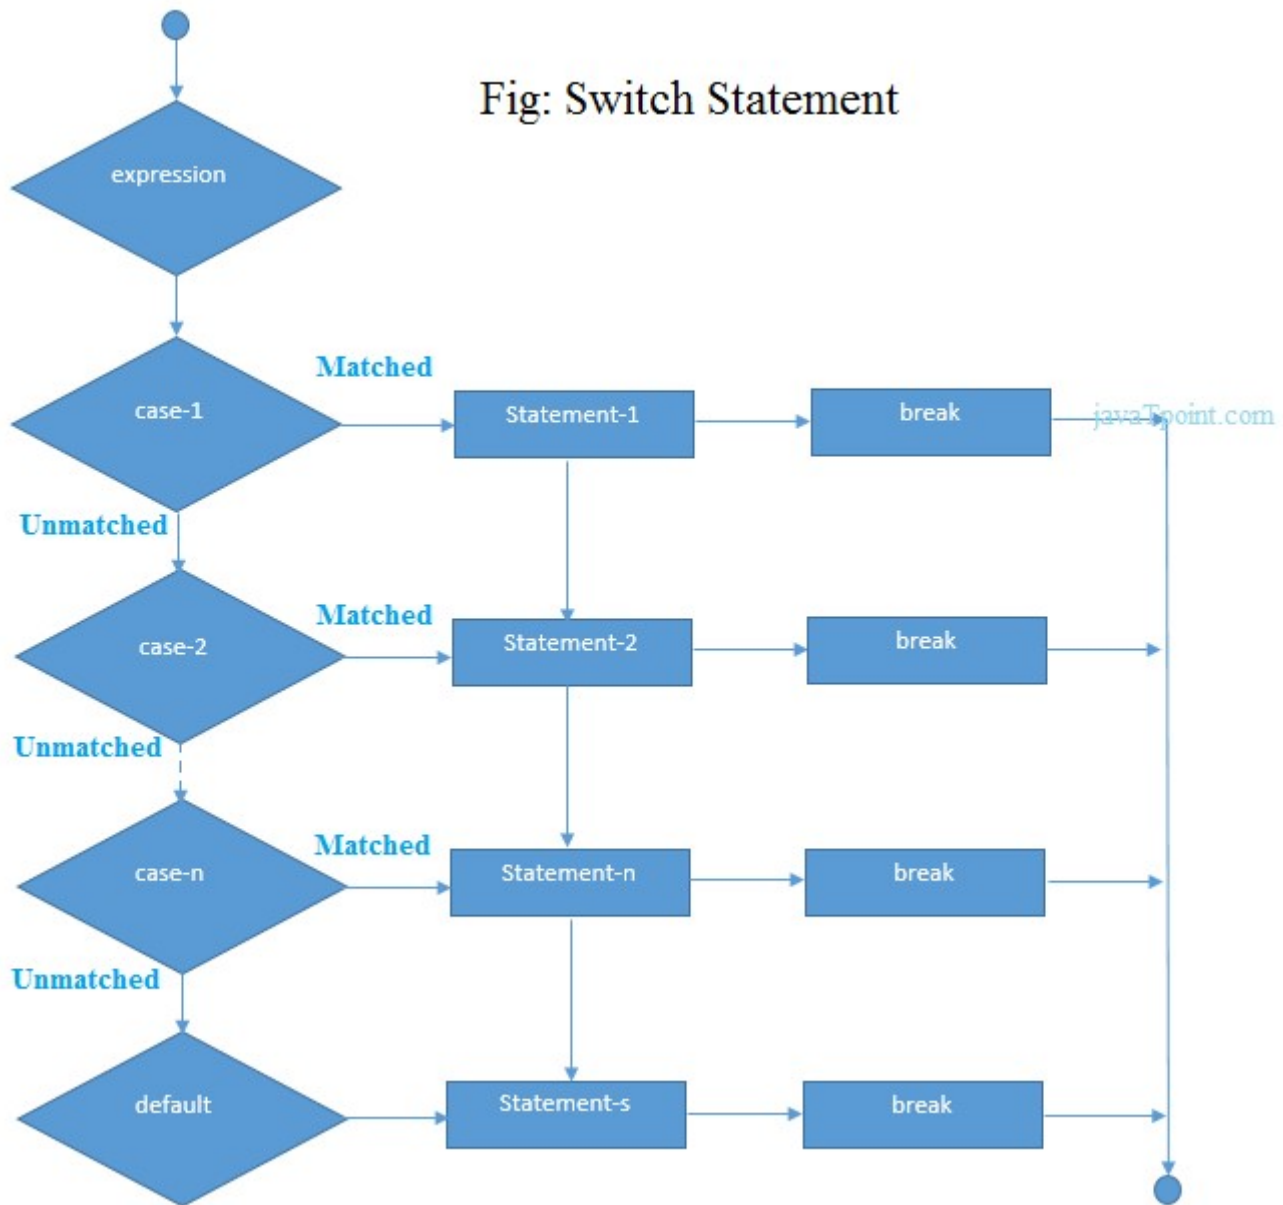 Fig: Switch Statement
expression
case-1
Matched
Statement-1
break
javaTpoint.com
Unmatched
case-2
Matched
Statement-2
break
Unmatched
case-n
Matched
Statement-n
break
Unmatched
default
Statement-s
break